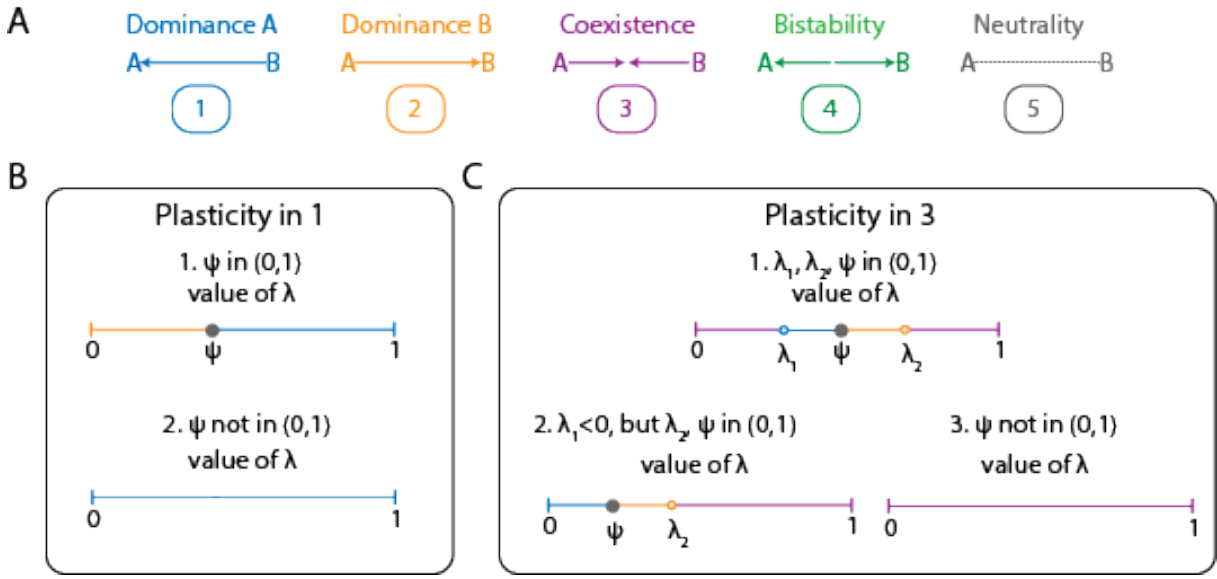 A
Dominance A Dominance B Coexistence Bistability Neutrality
A B A B A B A B A B
1 2 3 4 5
B C
Plasticity in 1
1. ψ in (0,1)
value of λ
0 ψ 1
2. ψ not in (0,1)
value of λ
0 1
Plasticity in 3
1. λ₁, λ₂, ψ in (0,1)
value of λ
0 λ₁ ψ λ₂ 1
2. λ₁<0, but λ₂, ψ in (0,1)
value of λ
0 ψ λ₂ 1
3. ψ not in (0,1)
value of λ
0 1